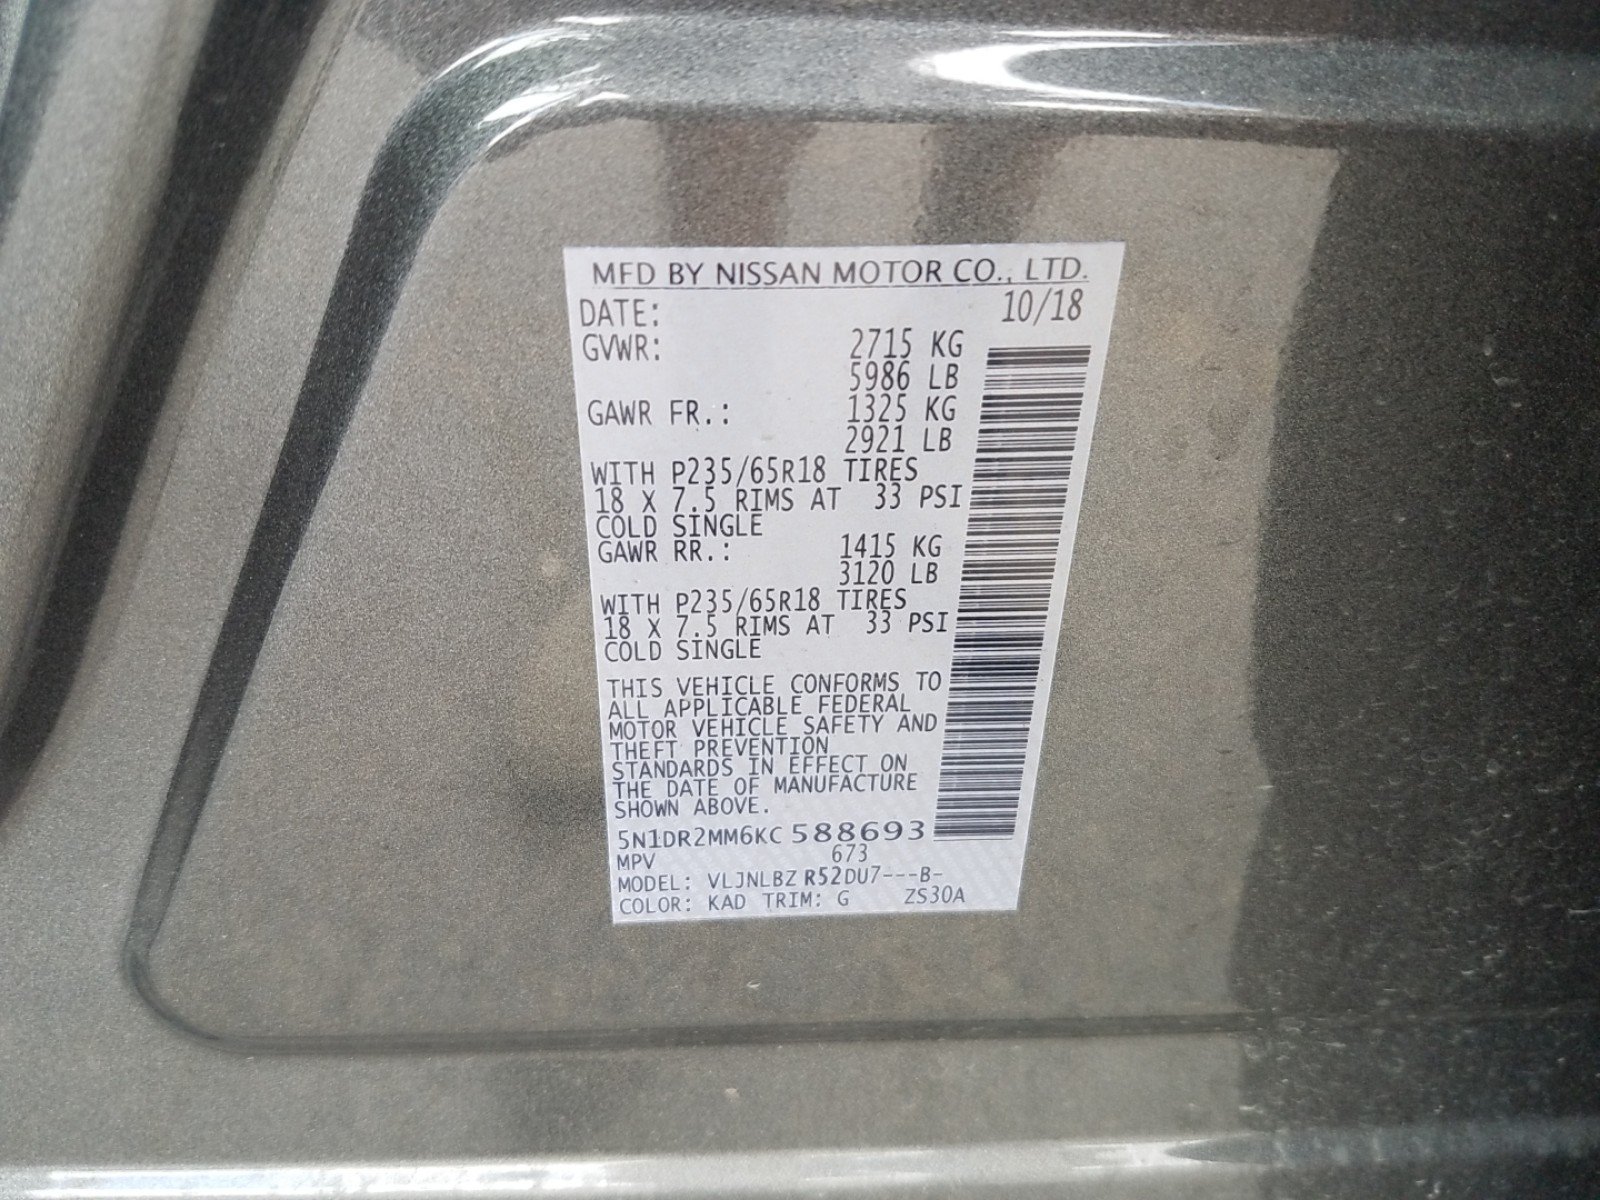 MFD BY NISSAN MOTOR CO., LTD.
DATE: 10/18
GVWR: 2715 KG
5986 LB
GAWR FR.: 1325 KG
2921 LB
WITH P235/65R18 TIRES
18 X 7.5 RIMS AT 33 PSI
COLD SINGLE
GAWR RR.: 1415 KG
3120 LB
WITH P235/65R18 TIRES
18 X 7.5 RIMS AT 33 PSI
COLD SINGLE
THIS VEHICLE CONFORMS TO
ALL APPLICABLE FEDERAL
MOTOR VEHICLE SAFETY AND
THEFT PREVENTION
STANDARDS IN EFFECT ON
THE DATE OF MANUFACTURE
SHOWN ABOVE.
5N1DR2MM6KC588693
MPV 673
MODEL: VLJNLBZ R52DU7---B-
COLOR: KAD TRIM: G ZS30A